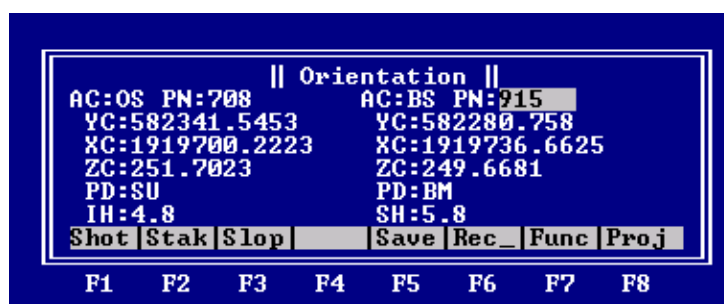 || Orientation ||
AC:OS PN:708 AC:BS PN:915
YC:582341.5453 YC:582280.758
XC:1919700.2223 XC:1919736.6625
ZC:251.7023 ZC:249.6681
PD:SU PD:BM
IH:4.8 SH:5.8
Shot|Stak|Slop| |Save|Rec_|Func|Proj
F1 F2 F3 F4 F5 F6 F7 F8